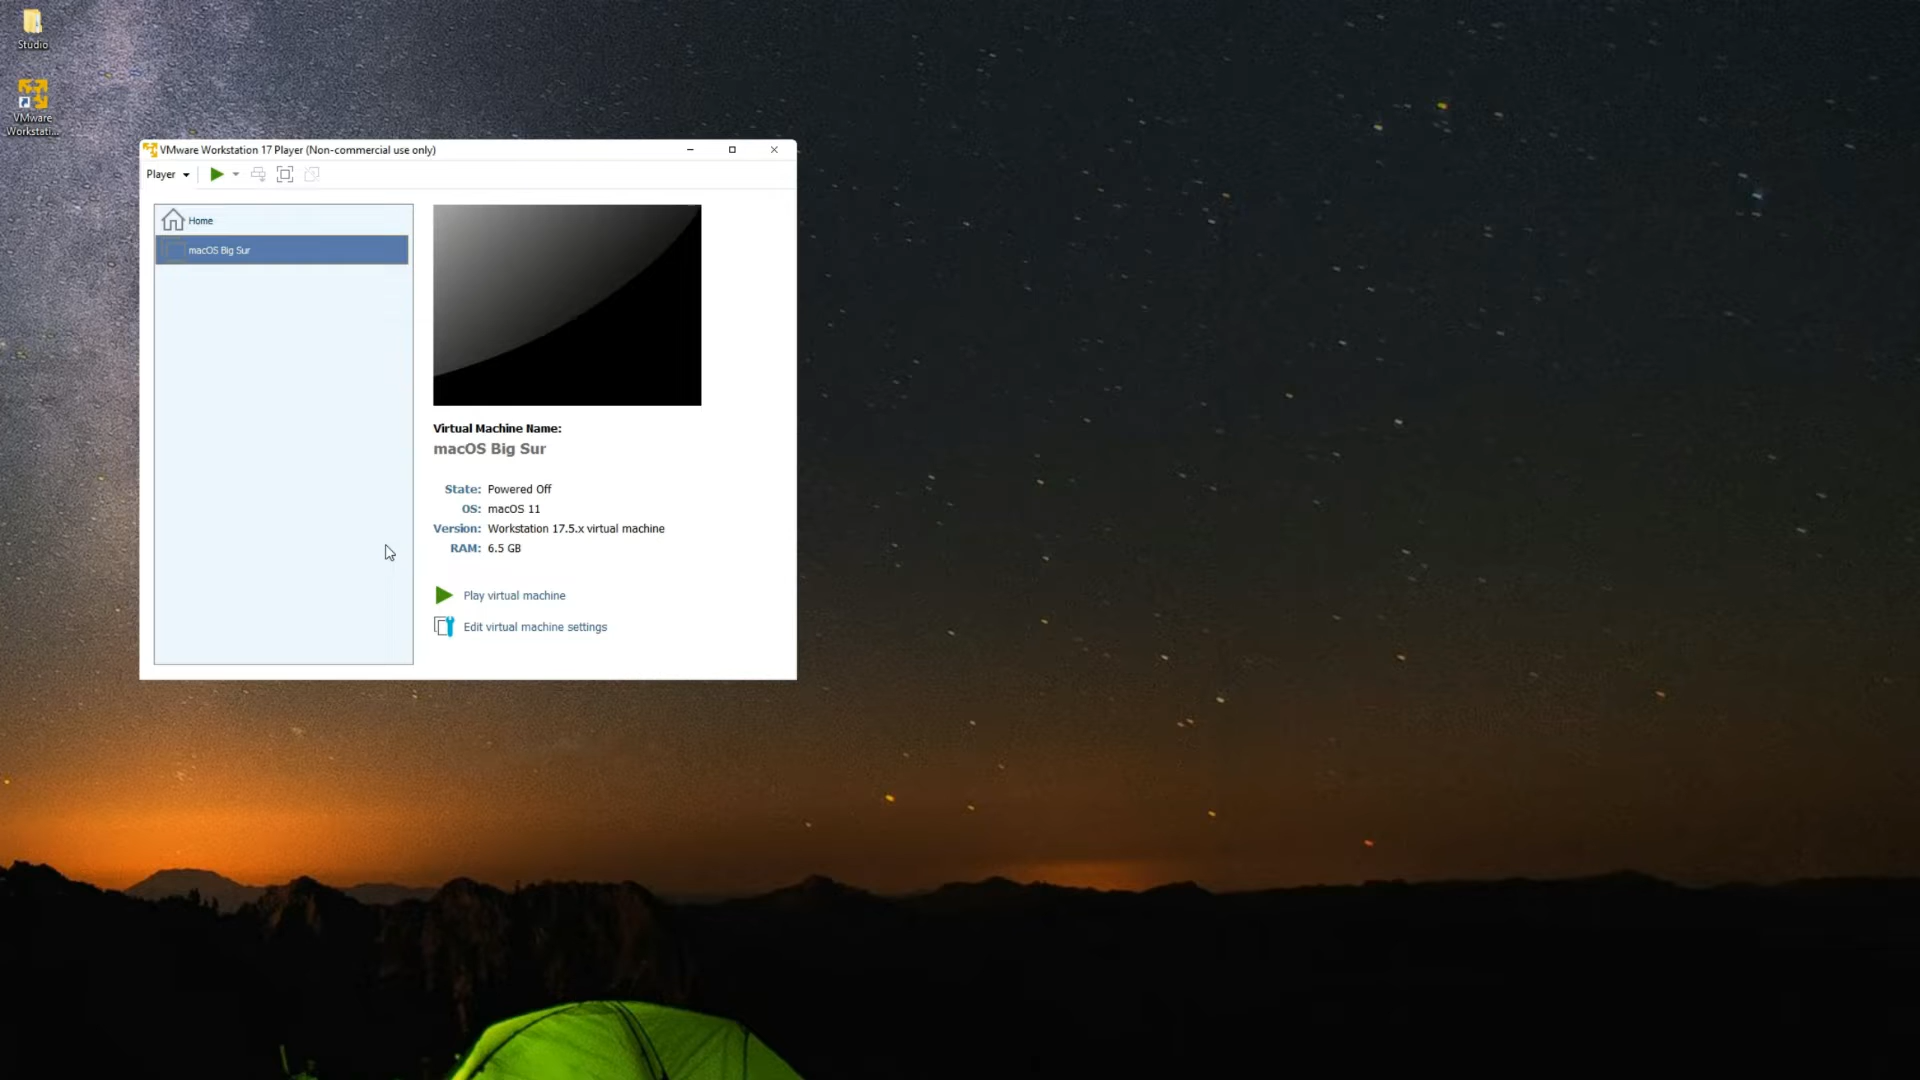 Studio
VMware
Workstati...
VMware Workstation 17 Player (Non-commercial use only)
Player
Home
macOS Big Sur
Virtual Machine Name:
macOS Big Sur
State: Powered Off
OS: macOS 11
Version: Workstation 17.5.x virtual machine
RAM: 6.5 GB
Play virtual machine
Edit virtual machine settings